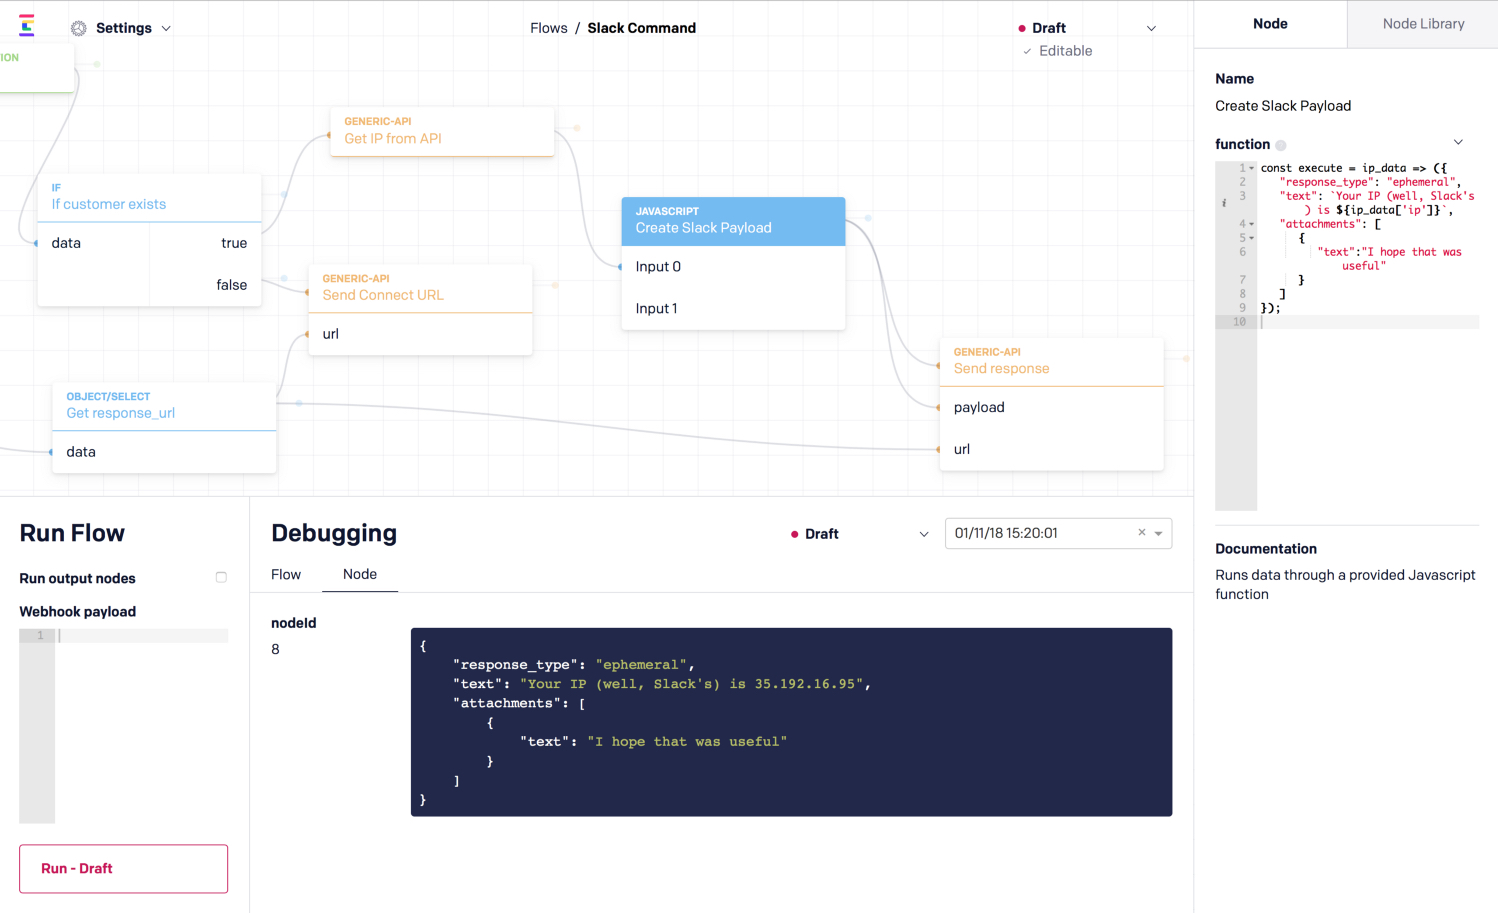 Settings
Flows / Slack Command
Draft
Editable
Node
Node Library
ION
GENERIC-API
Get IP from API
IF
If customer exists
data
true
false
JAVASCRIPT
Create Slack Payload
Input 0
Input 1
GENERIC-API
Send Connect URL
url
GENERIC-API
Send response
payload
url
OBJECT/SELECT
Get response_url
data
Name
Create Slack Payload
function
1 const execute = ip_data => ({
2 "response_type": "ephemeral",
i 3 "text": `Your IP (well, Slack's
) is ${ip_data['ip']}`,
4 "attachments": [
5 {
6 "text":"I hope that was
useful"
7 }
8 ]
9 });
10
Documentation
Runs data through a provided Javascript
function
Run Flow
Run output nodes
Webhook payload
1
Run - Draft
Debugging
Draft
01/11/18 15:20:01 ×
Flow
Node
nodeId
8
{
"response_type": "ephemeral",
"text": "Your IP (well, Slack's) is 35.192.16.95",
"attachments": [
{
"text": "I hope that was useful"
}
]
}